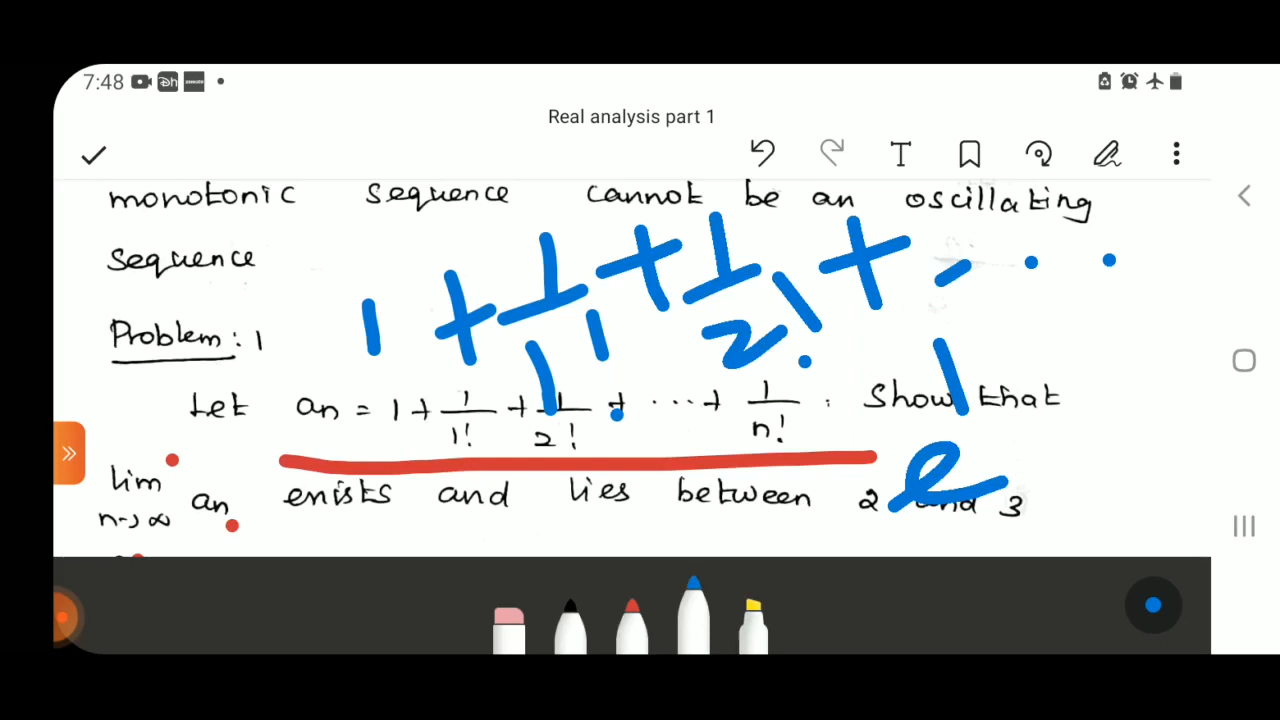 7:48
Real analysis part 1
monotonic sequence cannot be an oscillating
sequence
1 + 1/1! + 1/2! + - . .
Problem: 1
Let an = 1 + 1/1! + 1/2! + ... + 1/n! . Show that
e
lim n→∞ an exists and lies between 2 and 3